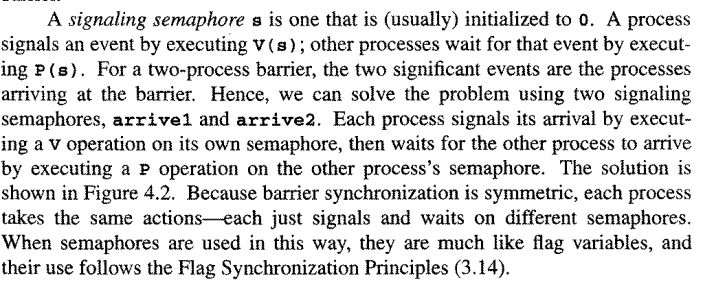 A signaling semaphore s is one that is (usually) initialized to 0. A process
signals an event by executing V(s); other processes wait for that event by execut-
ing P(s). For a two-process barrier, the two significant events are the processes
arriving at the barrier. Hence, we can solve the problem using two signaling
semaphores, arrive1 and arrive2. Each process signals its arrival by execut-
ing a V operation on its own semaphore, then waits for the other process to arrive
by executing a P operation on the other process's semaphore. The solution is
shown in Figure 4.2. Because barrier synchronization is symmetric, each process
takes the same actions—each just signals and waits on different semaphores.
When semaphores are used in this way, they are much like flag variables, and
their use follows the Flag Synchronization Principles (3.14).